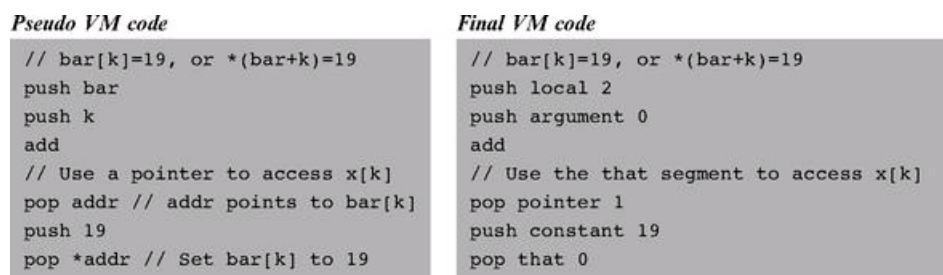 Pseudo VM code
// bar[k]=19, or *(bar+k)=19
push bar
push k
add
// Use a pointer to access x[k]
pop addr // addr points to bar[k]
push 19
pop *addr // Set bar[k] to 19
Final VM code
// bar[k]=19, or *(bar+k)=19
push local 2
push argument 0
add
// Use the that segment to access x[k]
pop pointer 1
push constant 19
pop that 0